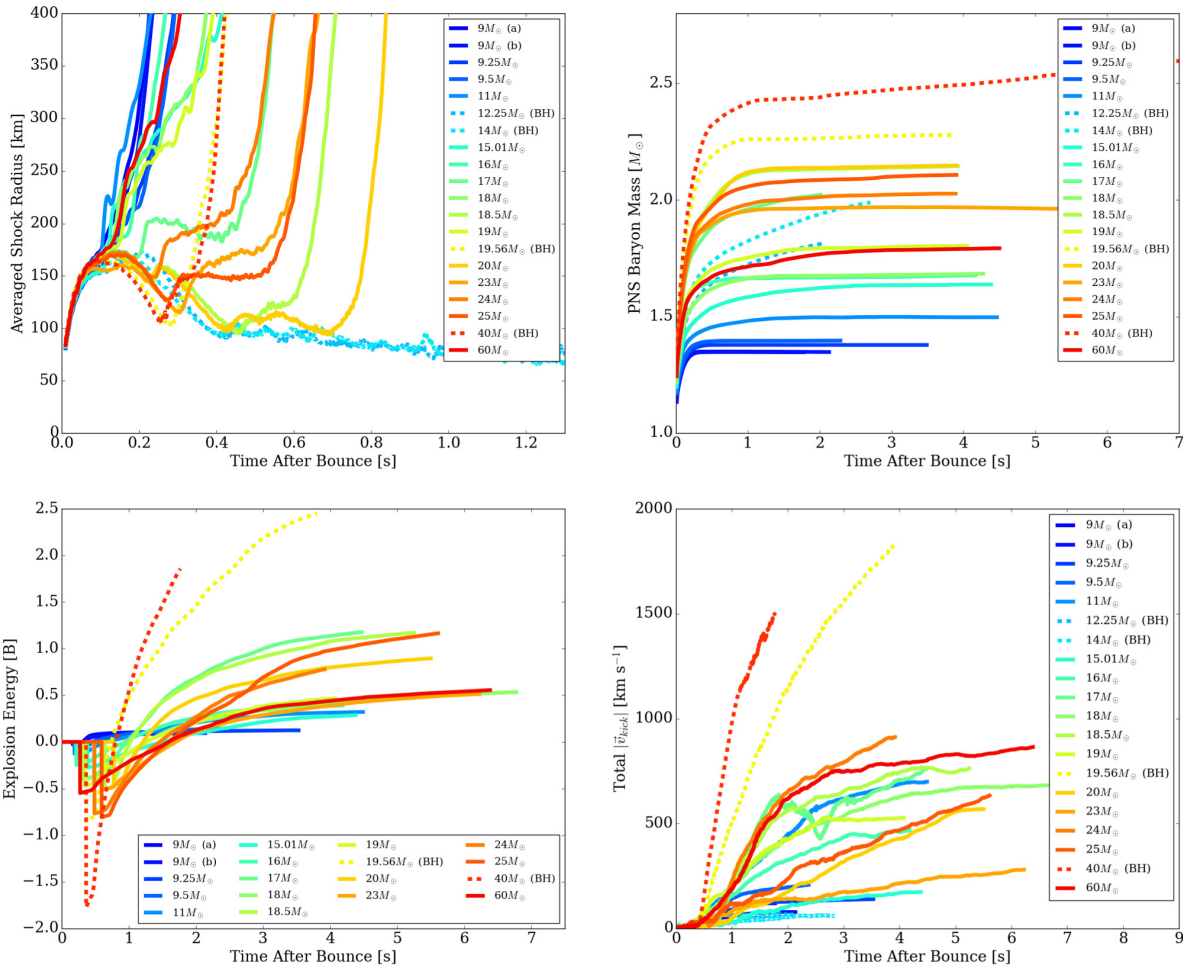 400
350
300
250
200
150
100
50
0
0.0 0.2 0.4 0.6 0.8 1.0 1.2
Averaged Shock Radius [km]
Time After Bounce [s]
9M☉ (a)
9M☉ (b)
9.25M☉
9.5M☉
11M☉
12.25M☉ (BH)
14M☉ (BH)
15.01M☉
16M☉
17M☉
18M☉
18.5M☉
19M☉
19.56M☉ (BH)
20M☉
23M☉
24M☉
25M☉
40M☉ (BH)
60M☉
3.0
2.5
2.0
1.5
1.0
0 1 2 3 4 5 6 7
PNS Baryon Mass [M☉]
Time After Bounce [s]
9M☉ (a)
9M☉ (b)
9.25M☉
9.5M☉
11M☉
12.25M☉ (BH)
14M☉ (BH)
15.01M☉
16M☉
17M☉
18M☉
18.5M☉
19M☉
19.56M☉ (BH)
20M☉
23M☉
24M☉
25M☉
40M☉ (BH)
60M☉
2.5
2.0
1.5
1.0
0.5
0.0
−0.5
−1.0
−1.5
−2.0
0 1 2 3 4 5 6 7
Explosion Energy [B]
Time After Bounce [s]
9M☉ (a) 15.01M☉ 19M☉ 24M☉
9M☉ (b) 16M☉ 19.56M☉ (BH) 25M☉
9.25M☉ 17M☉ 20M☉ 40M☉ (BH)
9.5M☉ 18M☉ 23M☉ 60M☉
11M☉ 18.5M☉
2000
1500
1000
500
0
0 1 2 3 4 5 6 7 8 9
Total |v⃗kick| [km s⁻¹]
Time After Bounce [s]
9M☉ (a)
9M☉ (b)
9.25M☉
9.5M☉
11M☉
12.25M☉ (BH)
14M☉ (BH)
15.01M☉
16M☉
17M☉
18M☉
18.5M☉
19M☉
19.56M☉ (BH)
20M☉
23M☉
24M☉
25M☉
40M☉ (BH)
60M☉